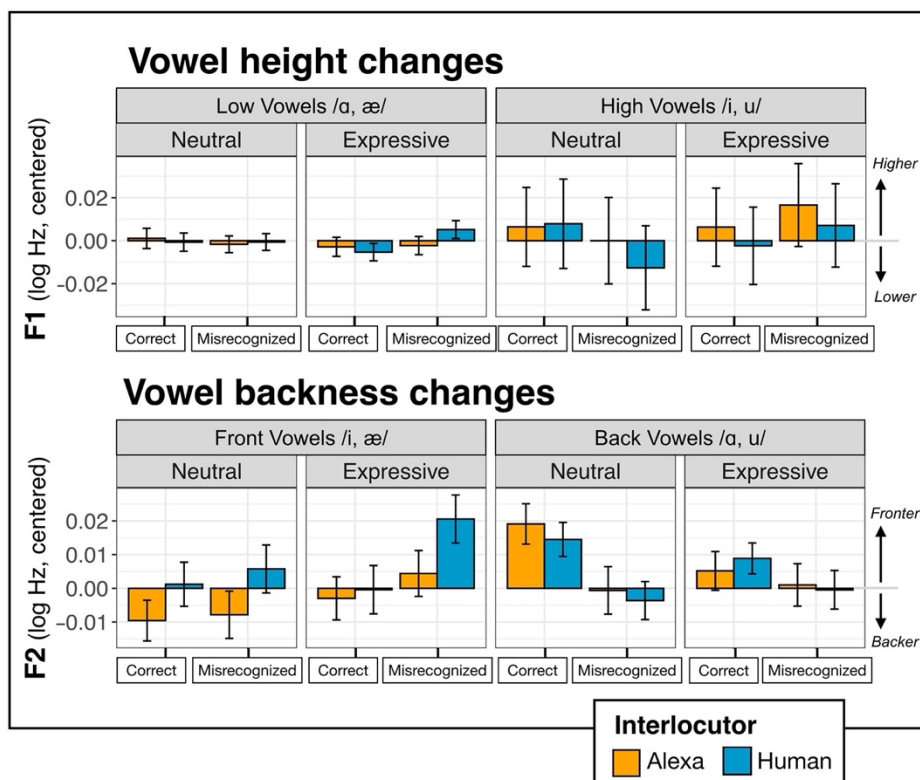 Vowel height changes
Low Vowels /ɑ, æ/ High Vowels /i, u/
Neutral Expressive Neutral Expressive
F1 (log Hz, centered)
0.02
0.00
−0.02
Higher
Lower
Correct Misrecognized Correct Misrecognized Correct Misrecognized Correct Misrecognized
Vowel backness changes
Front Vowels /i, æ/ Back Vowels /ɑ, u/
Neutral Expressive Neutral Expressive
F2 (log Hz, centered)
0.02
0.01
0.00
−0.01
Fronter
Backer
Correct Misrecognized Correct Misrecognized Correct Misrecognized Correct Misrecognized
Interlocutor
Alexa Human